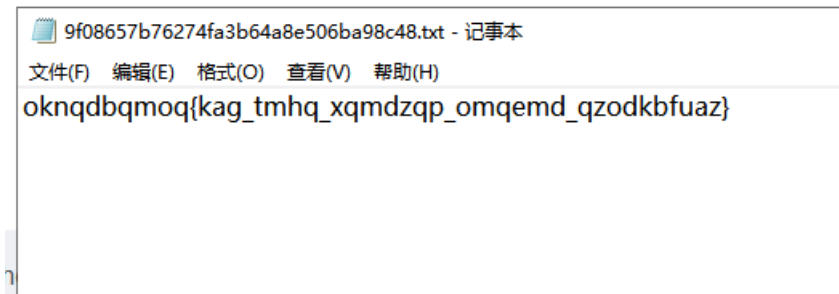 9f08657b76274fa3b64a8e506ba98c48.txt - 记事本
文件(F) 编辑(E) 格式(O) 查看(V) 帮助(H)
oknqdbqmoq{kag_tmhq_xqmdzqp_omqemd_qzodkbfuaz}